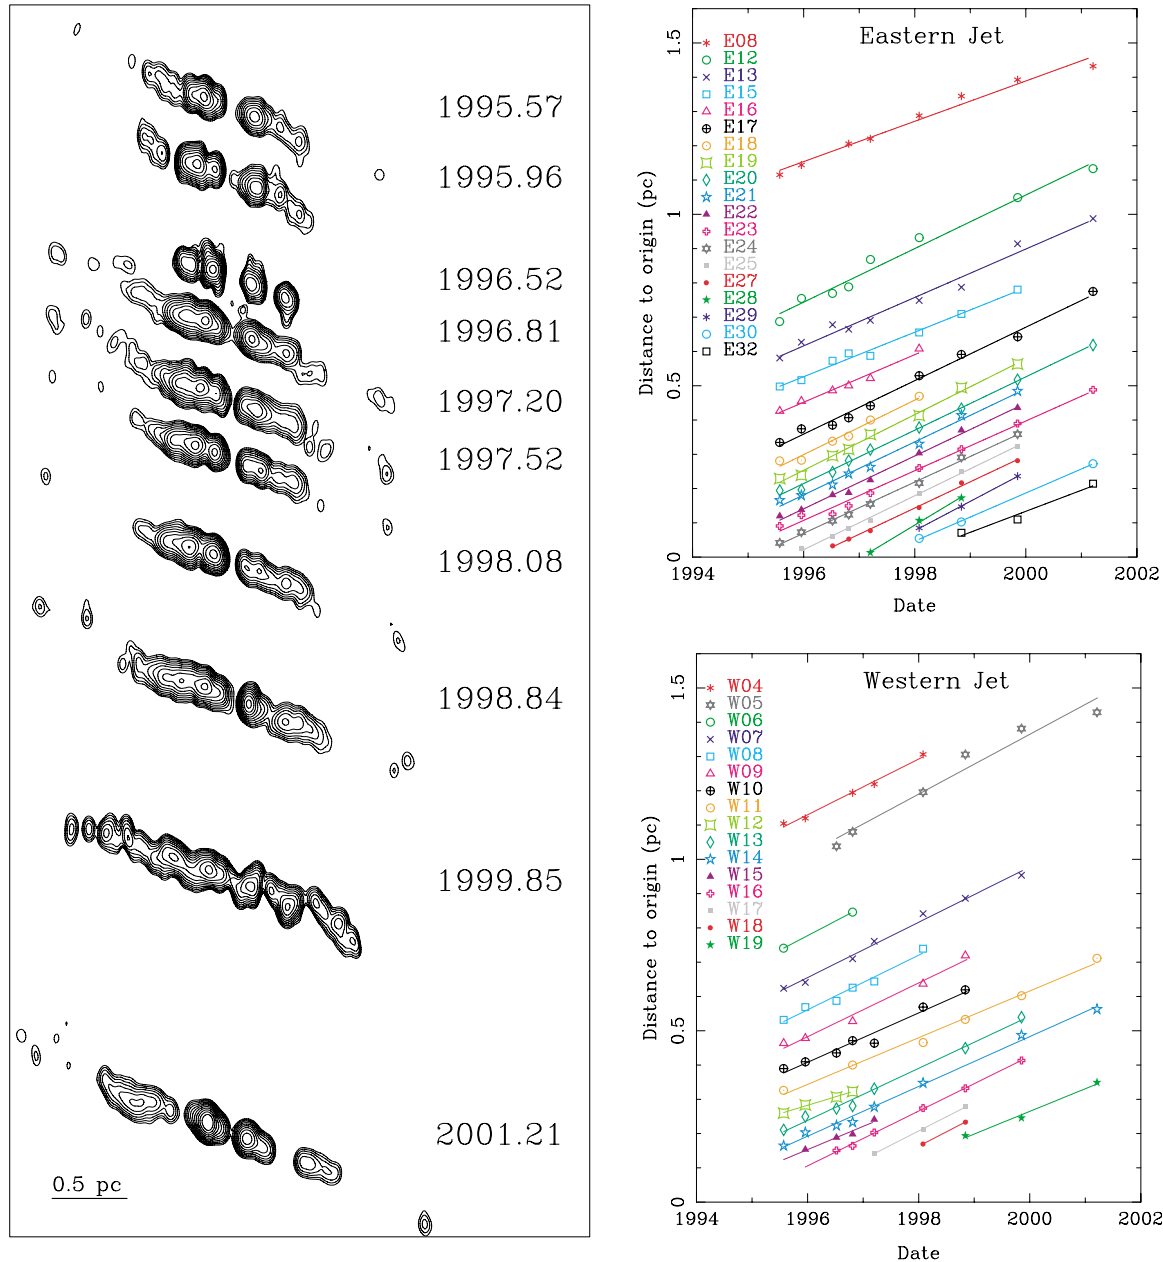 1995.57
1995.96
1996.52
1996.81
1997.20
1997.52
1998.08
1998.84
1999.85
2001.21
0.5 pc
Eastern Jet
E08
E12
E13
E15
E16
E17
E18
E19
E20
E21
E22
E23
E24
E25
E27
E28
E29
E30
E32
Distance to origin (pc)
1.5
1
0.5
0
1994 1996 1998 2000 2002
Date
Western Jet
W04
W05
W06
W07
W08
W09
W10
W11
W12
W13
W14
W15
W16
W17
W18
W19
Distance to origin (pc)
1.5
1
0.5
0
1994 1996 1998 2000 2002
Date